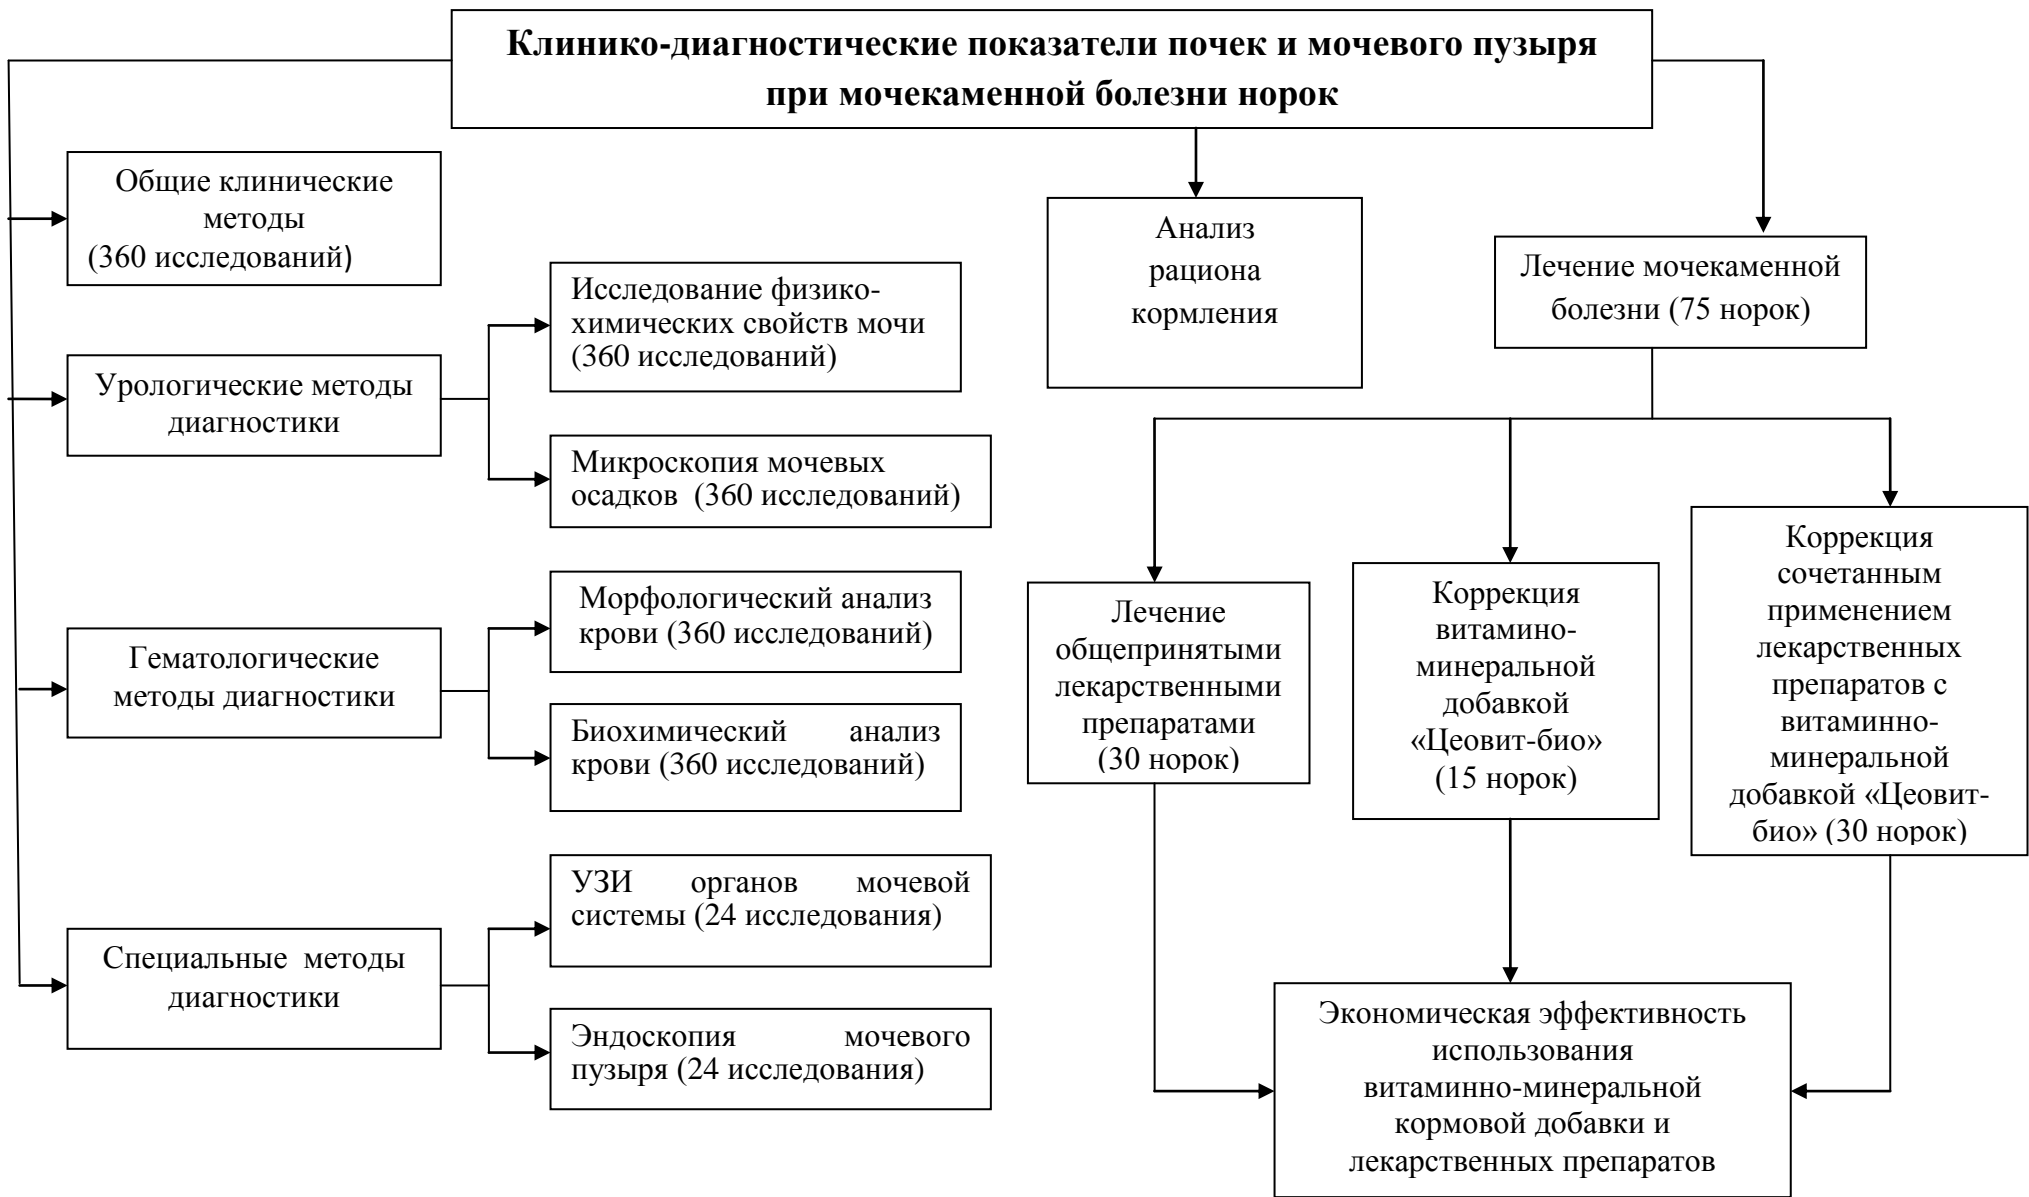 Клинико-диагностические показатели почек и мочевого пузыря
при мочекаменной болезни норок
Общие клинические
методы
(360 исследований)
Урологические методы
диагностики
Исследование физико-
химических свойств мочи
(360 исследований)
Микроскопия мочевых
осадков (360 исследований)
Гематологические
методы диагностики
Морфологический анализ
крови (360 исследований)
Биохимический анализ
крови (360 исследований)
Специальные методы
диагностики
УЗИ органов мочевой
системы (24 исследования)
Эндоскопия мочевого
пузыря (24 исследования)
Анализ
рациона
кормления
Лечение мочекаменной
болезни (75 норок)
Лечение
общепринятыми
лекарственными
препаратами
(30 норок)
Коррекция
витамино-
минеральной
добавкой
«Цеовит-био»
(15 норок)
Коррекция
сочетанным
применением
лекарственных
препаратов с
витаминно-
минеральной
добавкой «Цеовит-
био» (30 норок)
Экономическая эффективность
использования
витаминно-минеральной
кормовой добавки и
лекарственных препаратов